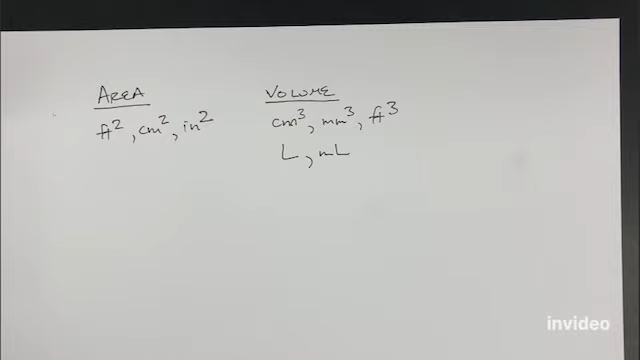 AREA
ft², cm², in²
VOLUME
cm³, mm³, ft³
L, mL
invideo